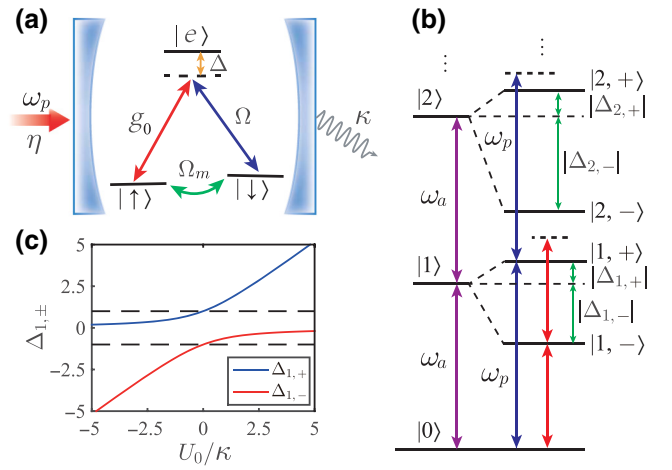 (a)
|e⟩
Δ
ω_p
η
g_0
Ω
κ
Ω_m
|↑⟩
|↓⟩
(b)
⋮
⋮
|2⟩
|2, +⟩
|Δ_{2,+}|
ω_p
|Δ_{2,−}|
ω_a
|2, −⟩
|1⟩
|1, +⟩
|Δ_{1,+}|
|Δ_{1,−}|
|1, −⟩
ω_a
ω_p
|0⟩
(c)
5
2.5
0
-2.5
-5
Δ_{1,±}
Δ_{1,+}
Δ_{1,−}
-5
-2.5
0
2.5
5
U_0/κ